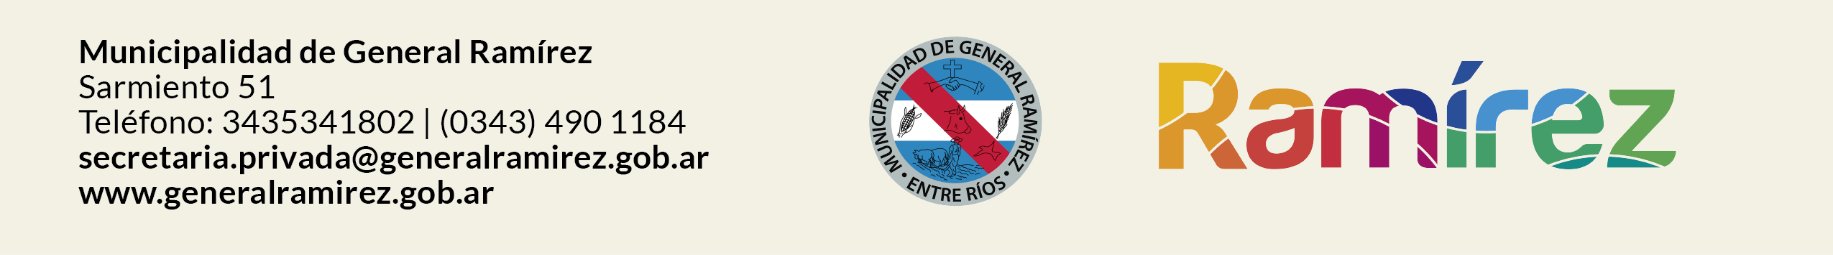 Municipalidad de General Ramírez
Sarmiento 51
Teléfono: 3435341802 | (0343) 490 1184
secretaria.privada@generalramirez.gob.ar
www.generalramirez.gob.ar
MUNICIPALIDAD DE GENERAL RAMÍREZ
• ENTRE RÍOS •
Ramírez